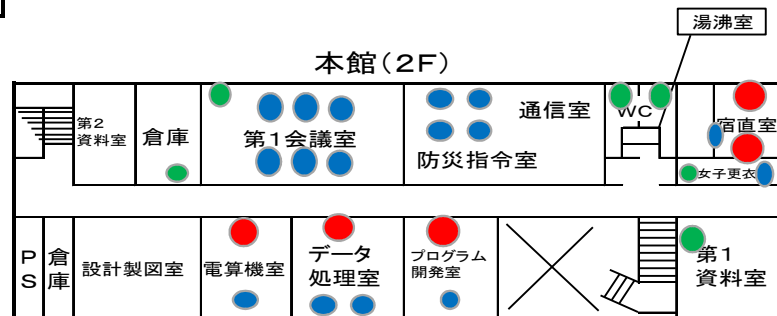 湯沸室
本館(2F)
第2
資料室
倉庫
第1会議室
通信室
防災指令室
WC
宿直室
女子更衣
PS
倉庫
設計製図室
電算機室
データ
処理室
プログラム
開発室
第1
資料室